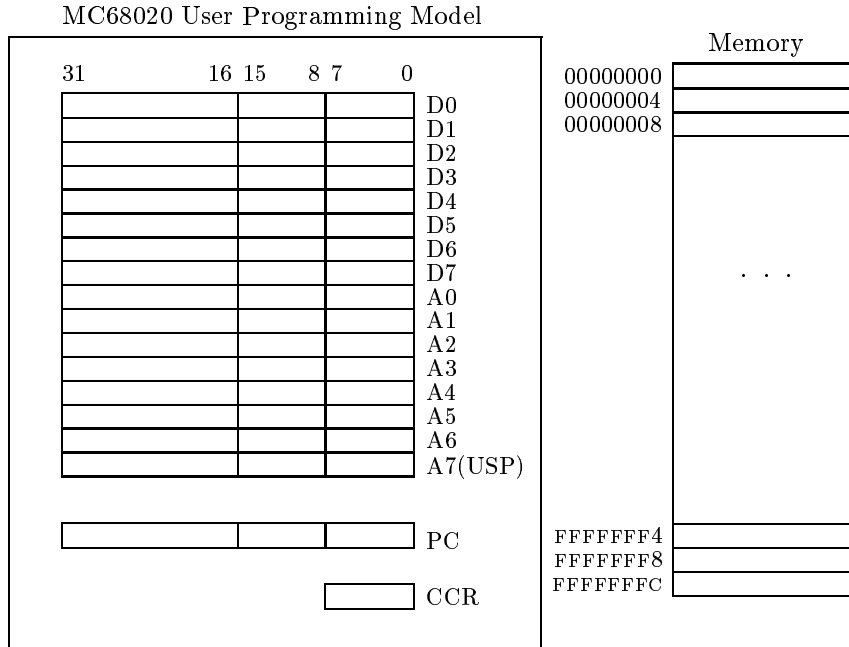 MC68020 User Programming Model
31 16 15 8 7 0
D0
D1
D2
D3
D4
D5
D6
D7
A0
A1
A2
A3
A4
A5
A6
A7(USP)
PC
CCR
Memory
00000000
00000004
00000008
. . .
FFFFFFF4
FFFFFFF8
FFFFFFFC